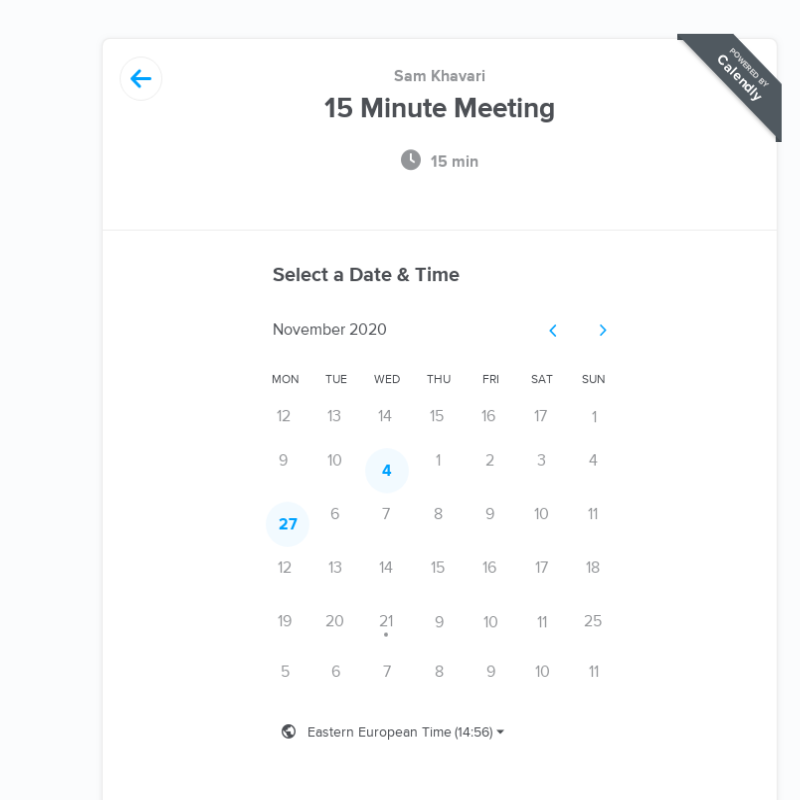 Sam Khavari
15 Minute Meeting
15 min
POWERED BY
Calendly
Select a Date & Time
November 2020
MON TUE WED THU FRI SAT SUN
12 13 14 15 16 17 1
9 10 4 1 2 3 4
27 6 7 8 9 10 11
12 13 14 15 16 17 18
19 20 21 9 10 11 25
5 6 7 8 9 10 11
Eastern European Time (14:56)